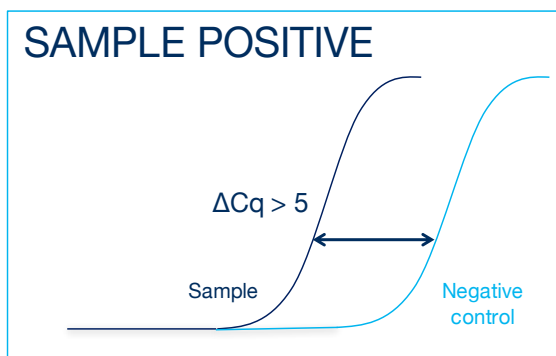 SAMPLE POSITIVE
ΔCq > 5
Sample
Negative
control